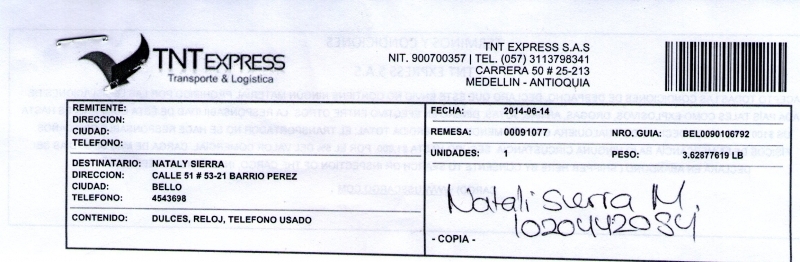 TNT EXPRESS
Transporte & Logística
TNT EXPRESS S.A.S
NIT. 900700357 | TEL. (057) 3113798341
CARRERA 50 # 25-213
MEDELLIN - ANTIOQUIA
REMITENTE:
DIRECCION:
CIUDAD:
TELEFONO:
DESTINATARIO: NATALY SIERRA
DIRECCION: CALLE 51 # 53-21 BARRIO PEREZ
CIUDAD: BELLO
TELEFONO: 4543698
CONTENIDO: DULCES, RELOJ, TELEFONO USADO
FECHA: 2014-06-14
REMESA: 00091077 NRO. GUIA: BEL0090106792
UNIDADES: 1 PESO: 3.62877619 LB
Natali Sierra M.
1020442084
- COPIA -